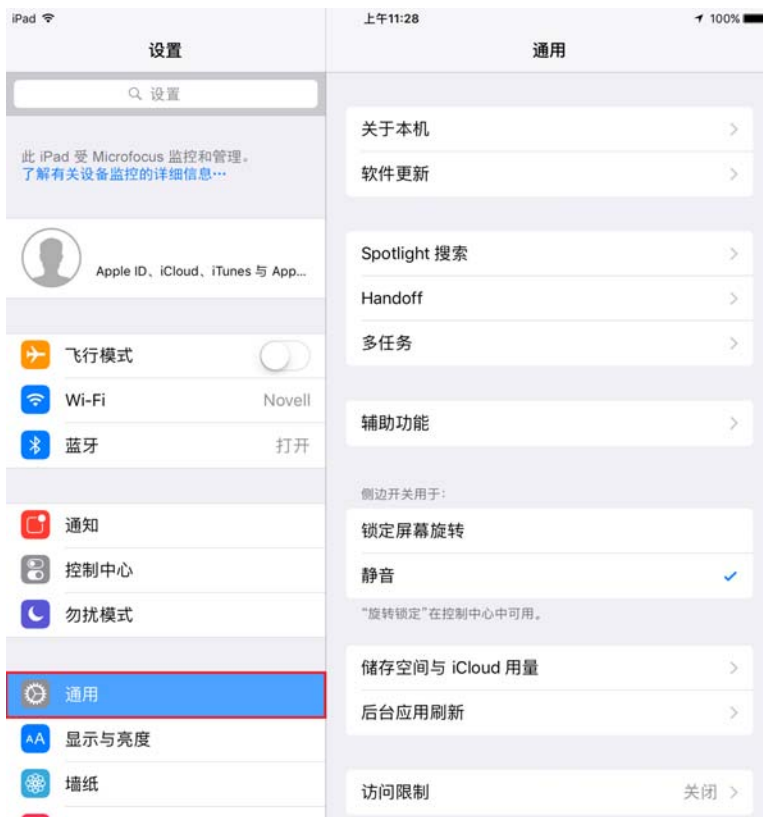 iPad
上午11:28
100%
设置
设置
此 iPad 受 Microfocus 监控和管理。
了解有关设备监控的详细信息…
Apple ID、iCloud、iTunes 与 App...
飞行模式
Wi-Fi
Novell
蓝牙
打开
通知
控制中心
勿扰模式
通用
AA
显示与亮度
墙纸
通用
关于本机
软件更新
Spotlight 搜索
Handoff
多任务
辅助功能
侧边开关用于：
锁定屏幕旋转
静音
“旋转锁定”在控制中心中可用。
储存空间与 iCloud 用量
后台应用刷新
访问限制
关闭